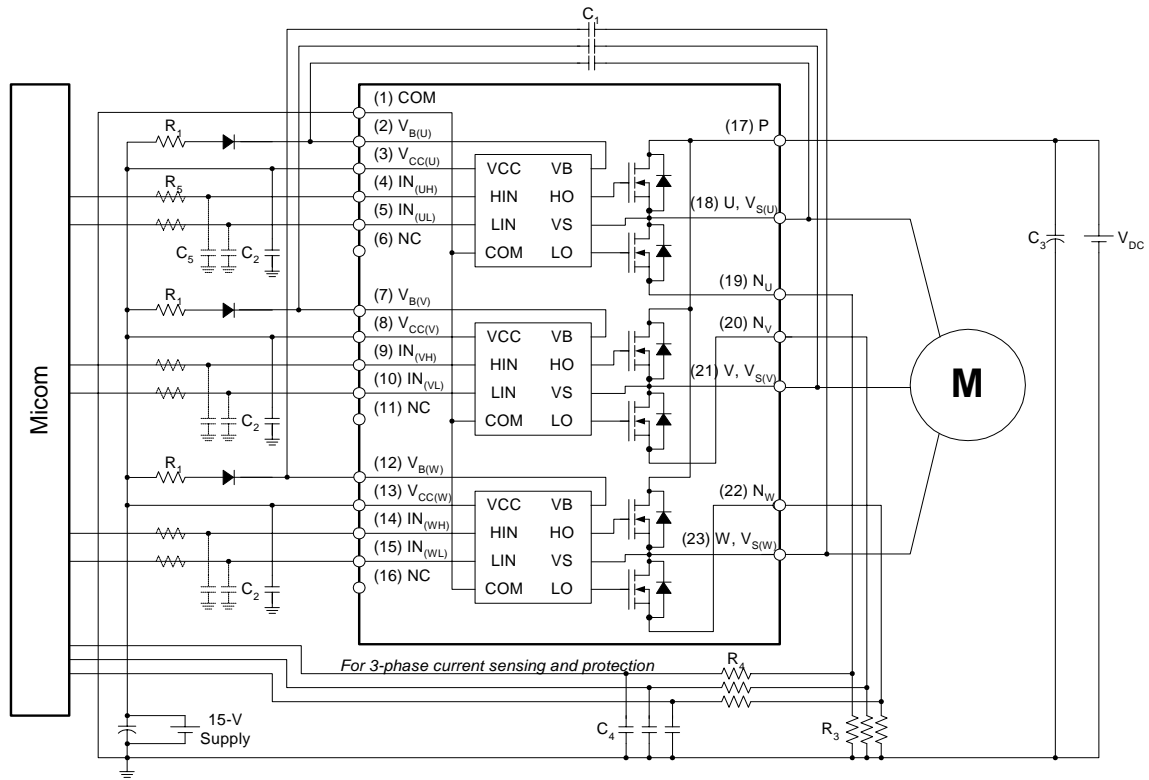 C1
Micom
(1) COM
(2) VB(U)
(3) VCC(U)
(4) IN(UH)
(5) IN(UL)
(6) NC
(7) VB(V)
(8) VCC(V)
(9) IN(VH)
(10) IN(VL)
(11) NC
(12) VB(W)
(13) VCC(W)
(14) IN(WH)
(15) IN(WL)
(16) NC
R1
R5
C5
C2
R1
C2
R1
C2
VCC VB
HIN HO
LIN VS
COM LO
VCC VB
HIN HO
LIN VS
COM LO
VCC VB
HIN HO
LIN VS
COM LO
(17) P
(18) U, VS(U)
(19) NU
(20) NV
(21) V, VS(V)
(22) NW
(23) W, VS(W)
C3
VDC
M
For 3-phase current sensing and protection
R4
15-V
Supply
C4
R3